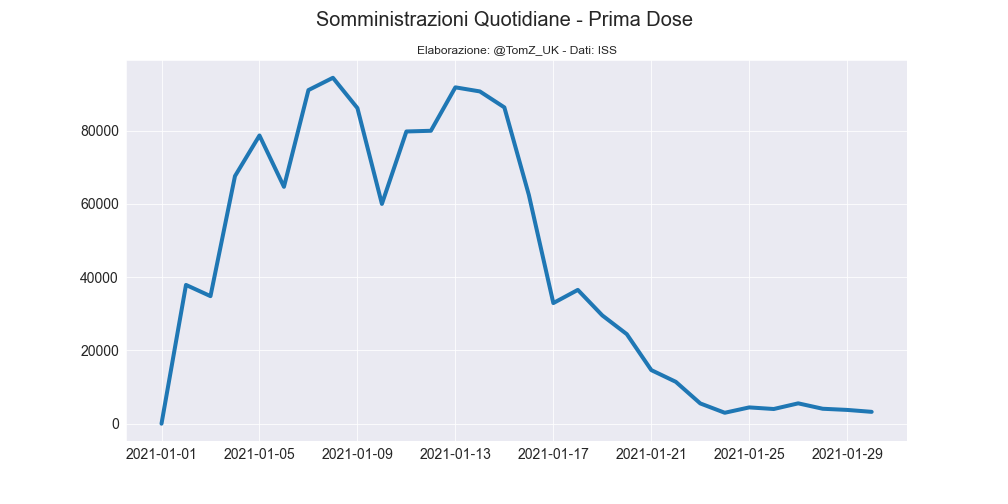 Somministrazioni Quotidiane - Prima Dose
Elaborazione: @TomZ_UK - Dati: ISS
80000
60000
40000
20000
0
2021-01-01 2021-01-05 2021-01-09 2021-01-13 2021-01-17 2021-01-21 2021-01-25 2021-01-29